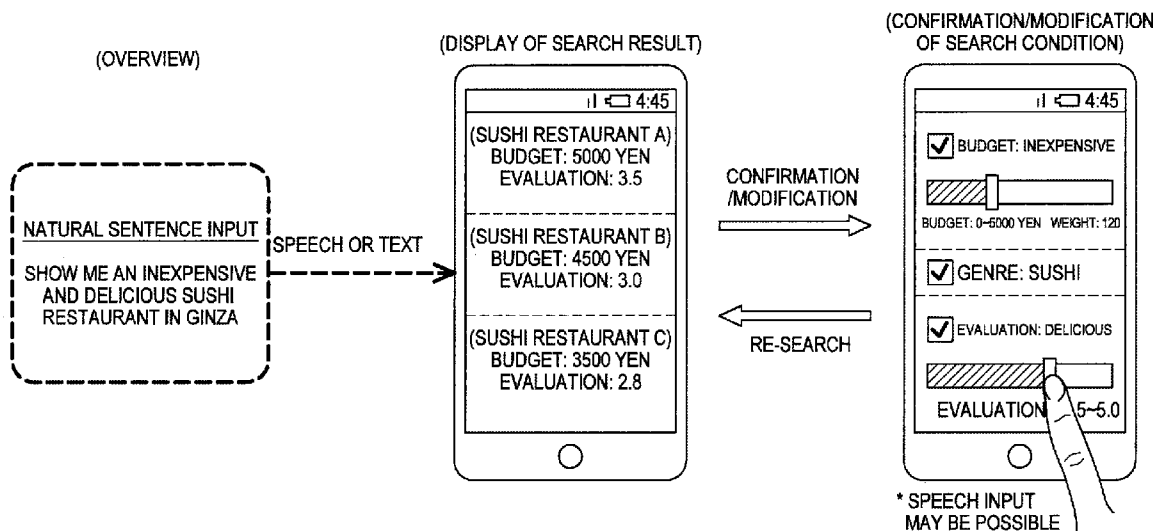 (OVERVIEW)
NATURAL SENTENCE INPUT
SHOW ME AN INEXPENSIVE
AND DELICIOUS SUSHI
RESTAURANT IN GINZA
SPEECH OR TEXT
(DISPLAY OF SEARCH RESULT)
4:45
(SUSHI RESTAURANT A)
BUDGET: 5000 YEN
EVALUATION: 3.5
(SUSHI RESTAURANT B)
BUDGET: 4500 YEN
EVALUATION: 3.0
(SUSHI RESTAURANT C)
BUDGET: 3500 YEN
EVALUATION: 2.8
CONFIRMATION
/MODIFICATION
RE-SEARCH
(CONFIRMATION/MODIFICATION
OF SEARCH CONDITION)
4:45
BUDGET: INEXPENSIVE
BUDGET: 0~5000 YEN WEIGHT: 120
GENRE: SUSHI
EVALUATION: DELICIOUS
EVALUATION 5~5.0
* SPEECH INPUT
MAY BE POSSIBLE